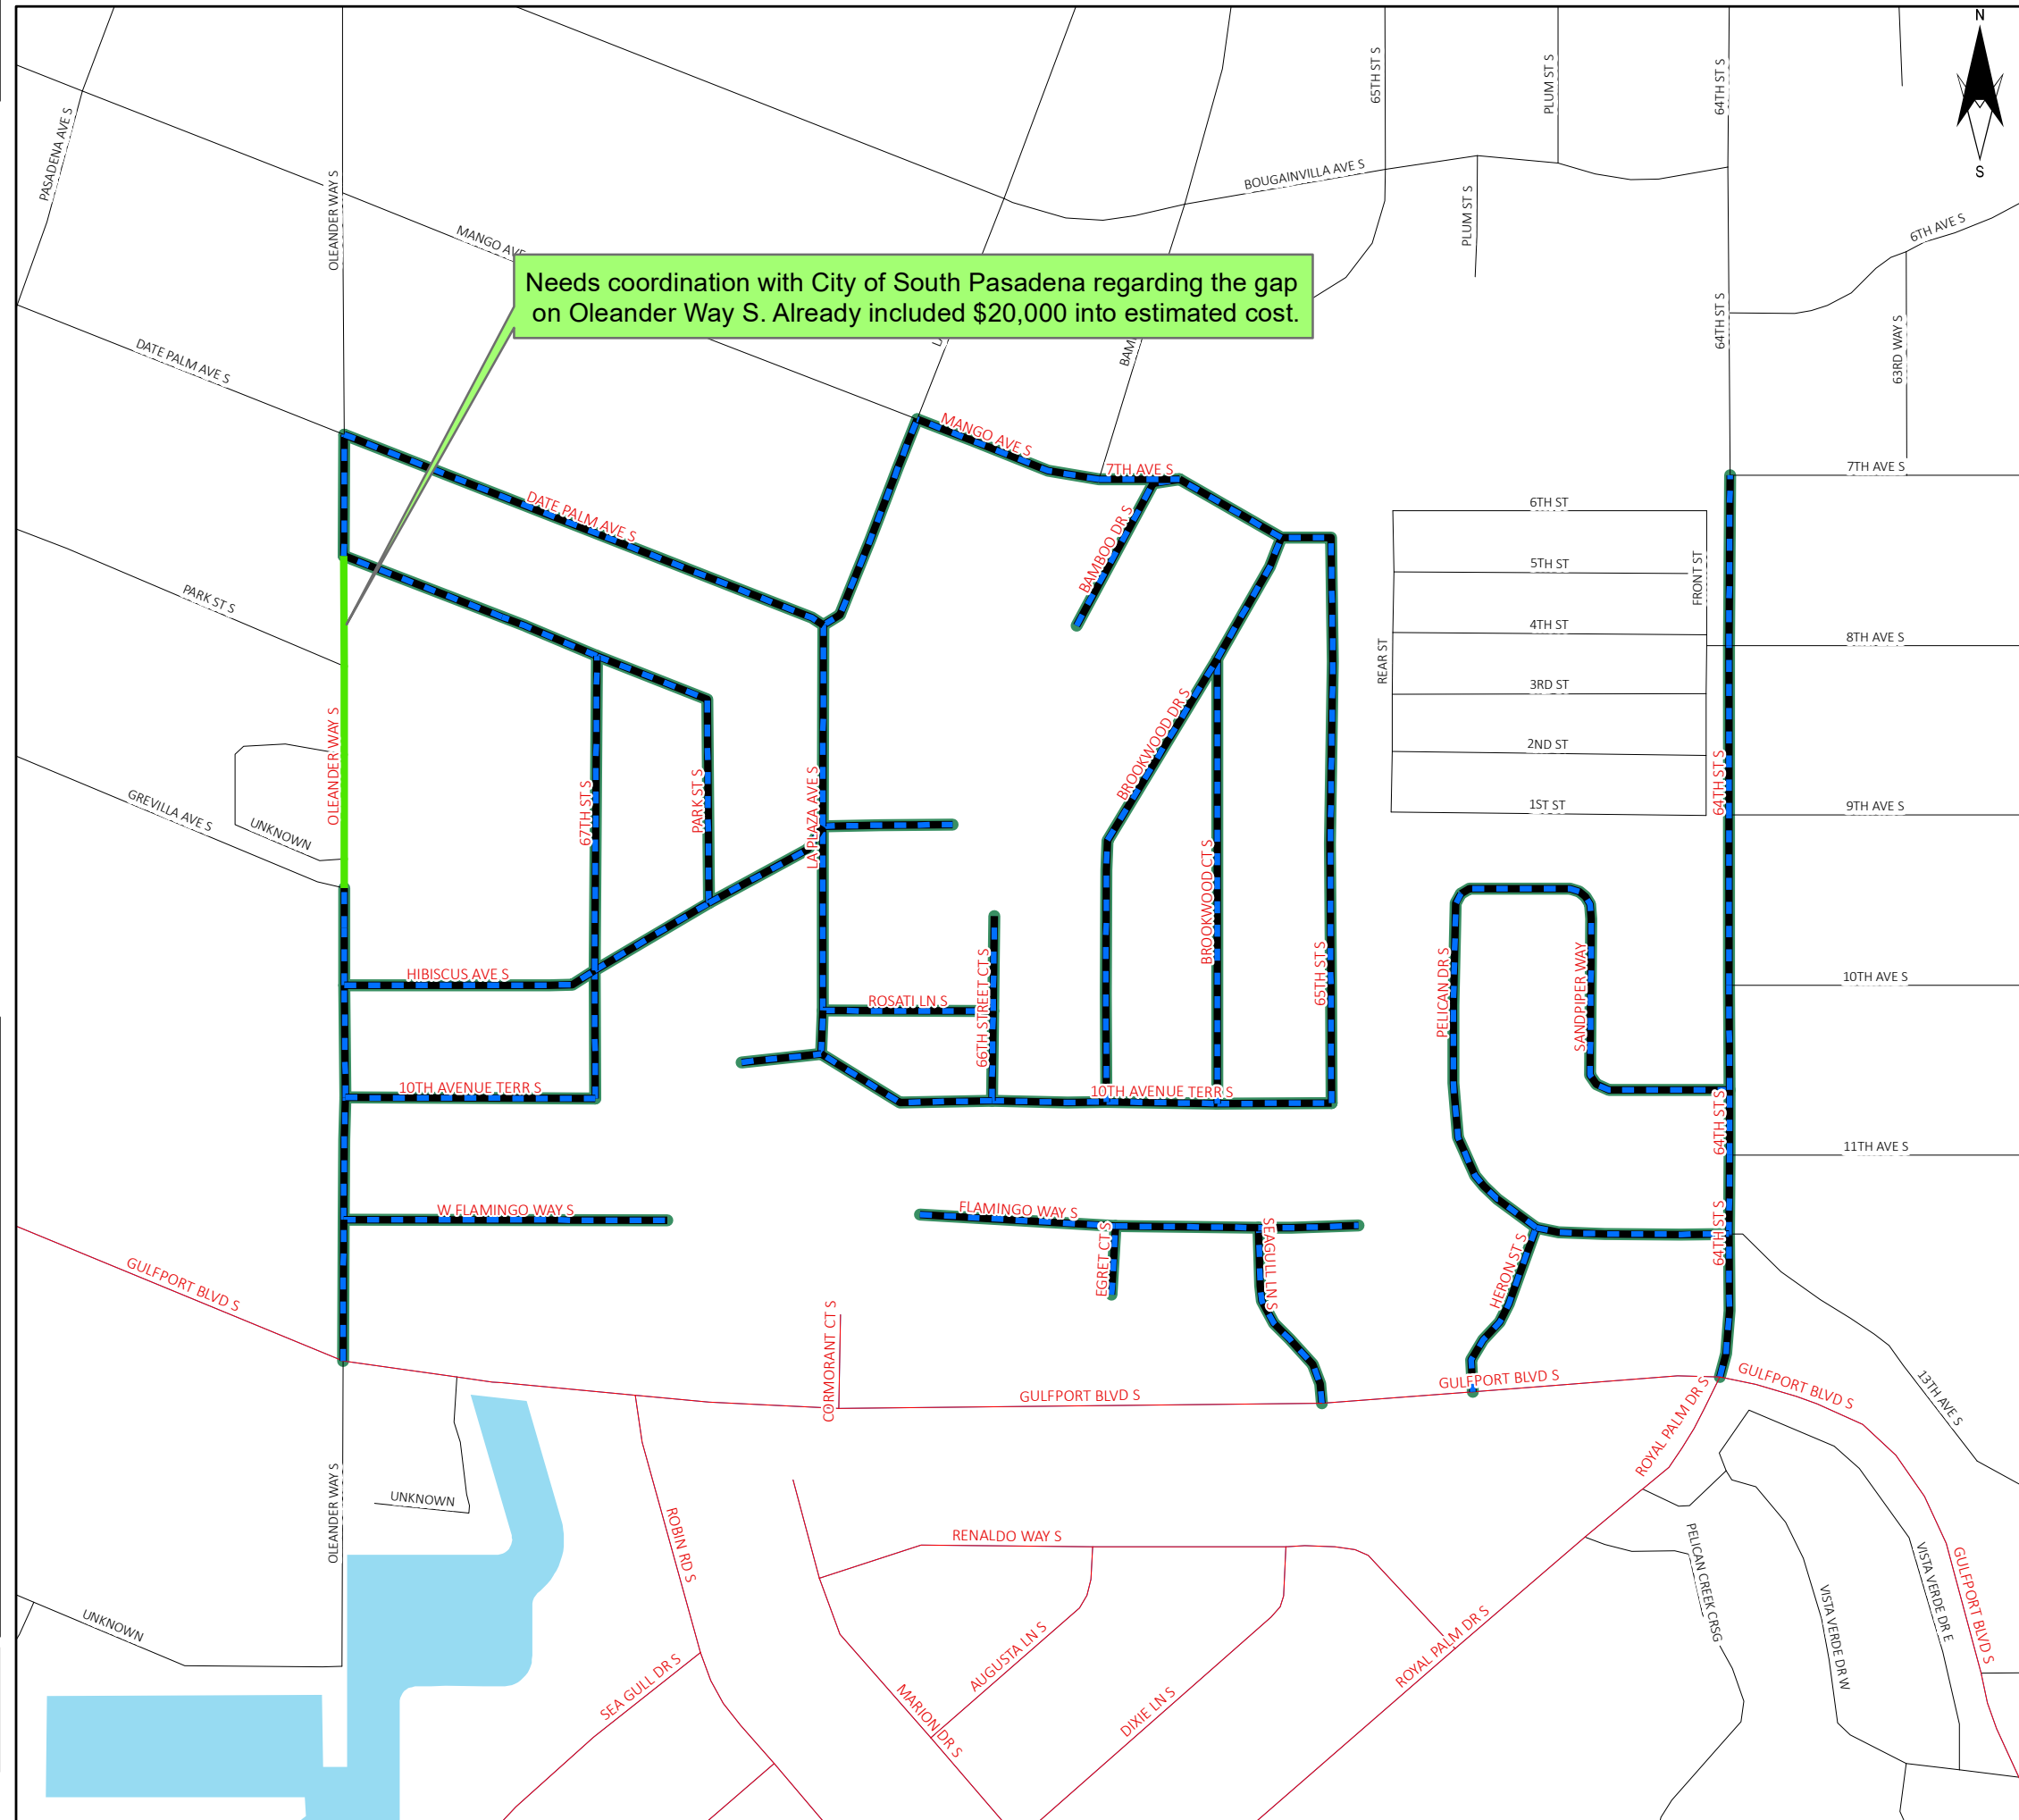 N
S
PASADENA AVE S
OLEANDER WAY S
65TH ST S
PLUM ST S
64TH ST S
BOUGAINVILLA AVE S
PLUM ST S
6TH AVE S
MANGO AVE
Needs coordination with City of South Pasadena regarding the gap
on Oleander Way S. Already included $20,000 into estimated cost.
64TH ST S
63RD WAY S
DATE PALM AVE S
MANGO AVE S
7TH AVE S
7TH AVE S
DATE PALM AVE S
BAMBOO DR S
6TH ST
5TH ST
FRONT ST
4TH ST
8TH AVE S
REAR ST
3RD ST
2ND ST
1ST ST
9TH AVE S
PARK ST S
OLEANDER WAY S
GREVILLA AVE S
UNKNOWN
67TH ST S
PARK ST S
LA PLAZA AVE S
BROOKWOOD DR S
BROOKWOOD CT S
64TH ST S
HIBISCUS AVE S
ROSATI LN S
66TH STREET CT S
65TH ST S
PELICAN DR S
SANDPIPER WAY
10TH AVE S
10TH AVENUE TERR S
10TH AVENUE TERR S
64TH ST S
11TH AVE S
W FLAMINGO WAY S
FLAMINGO WAY S
EGRET CT S
SEAGULL LN S
HERON ST S
64TH ST S
GULFPORT BLVD S
CORMORANT CT S
GULFPORT BLVD S
GULFPORT BLVD S
GULFPORT BLVD S
13TH AVE S
ROYAL PALM DR S
OLEANDER WAY S
UNKNOWN
ROBIN RD S
RENALDO WAY S
PELICAN CREEK CRSG
VISTA VERDE DR W
VISTA VERDE DR E
GULFPORT BLVD S
UNKNOWN
SEA GULL DR S
AUGUSTA LN S
MARION DR S
DIXIE LN S
ROYAL PALM DR S